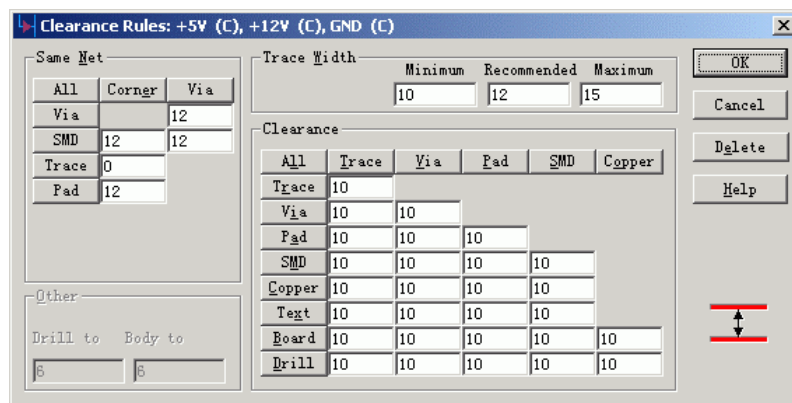 Clearance Rules: +5V (C), +12V (C), GND (C)
Same Net
All Corner Via
Via 12
SMD 12 12
Trace 0
Pad 12
Other
Drill to Body to
6 6
Trace Width
Minimum Recommended Maximum
10 12 15
Clearance
All Trace Via Pad SMD Copper
Trace 10
Via 10 10
Pad 10 10 10
SMD 10 10 10 10
Copper 10 10 10 10
Text 10 10 10 10
Board 10 10 10 10 10
Drill 10 10 10 10 10
OK
Cancel
Delete
Help